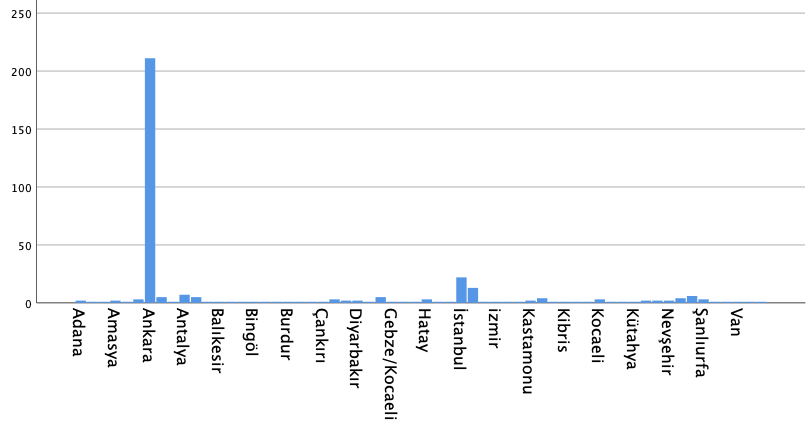 250
200
150
100
50
0
Adana
Amasya
Ankara
Antalya
Balıkesir
Bingöl
Burdur
Çankırı
Diyarbakır
Gebze/Kocaeli
Hatay
İstanbul
izmir
Kastamonu
Kibris
Kocaeli
Kütahya
Nevşehir
Şanlıurfa
Van